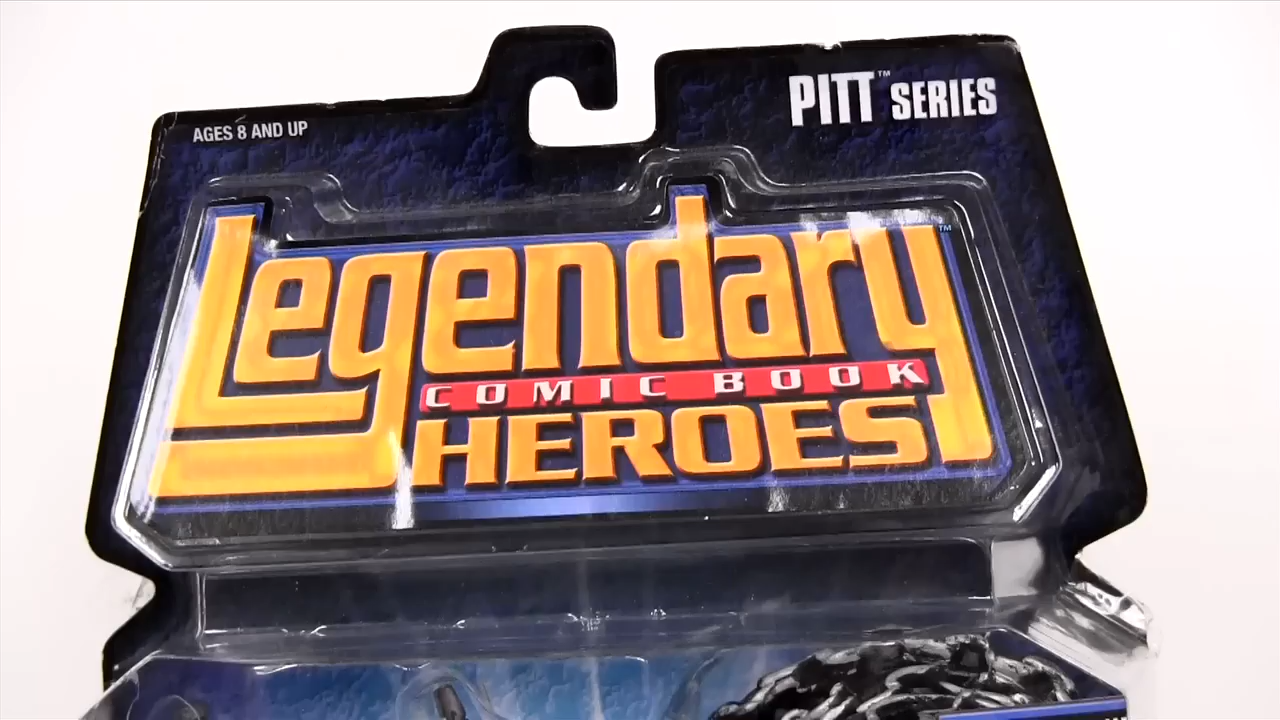 AGES 8 AND UP
PITT™ SERIES
Legendary™
COMIC BOOK
HEROES